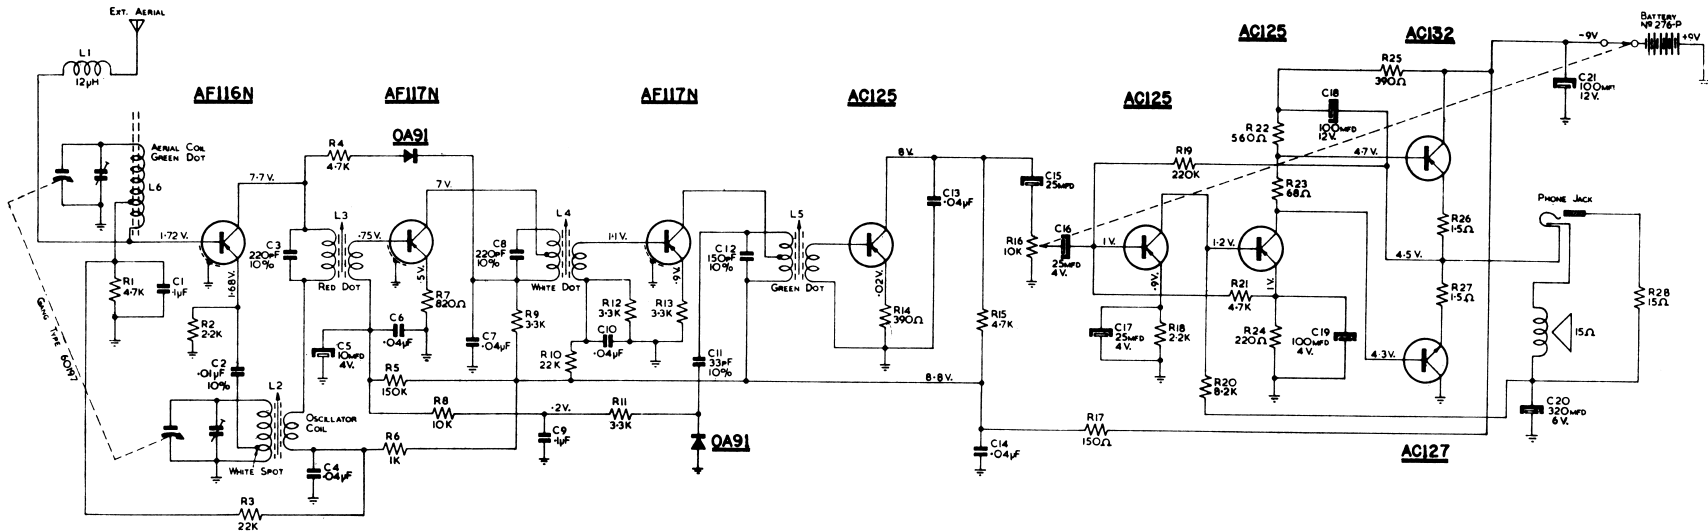 EXT. AERIAL
L1
12µH
AF116N
AF117N
AF117N
AC125
AC125
AC125
AC132
BATTERY
Nº 276-P
-9V
+9V
OA91
R4
4.7K
AERIAL COIL
GREEN DOT
L6
7.7V.
7V.
8V.
R25
390Ω
C21
100MFD
12V.
C18
100MFD
12V.
R22
560Ω
4.7V.
R19
220K
C15
25MFD
C13
.04µF
R23
68Ω
PHONE JACK
1.72V.
C3
220PF
10%
L3
.75V.
C8
220PF
10%
L4
1.1V.
C12
150PF
10%
L5
R16
10K
C16
25MFD
4V.
.1V.
1.2V.
R26
1.5Ω
4.5V.
R1
4.7K
C1
.1µF
1.68V.
RED DOT
.5V.
R7
820Ω
WHITE DOT
.9V.
GREEN DOT
.02V.
.9V.
.1V.
R21
4.7K
R27
1.5Ω
R28
15Ω
R2
2.2K
R9
3.3K
R12
3.3K
R13
3.3K
R14
390Ω
R15
4.7K
C17
25MFD
4V.
R18
2.2K
R24
220Ω
C19
100MFD
4V.
15Ω
GANG TYPE 60197
C5
10MFD
4V.
C6
.04µF
C7
.04µF
C10
.04µF
R10
22K
C11
33PF
10%
4.3V.
C2
.01µF
10%
L2
R5
150K
8.8V.
R20
8.2K
OSCILLATOR
COIL
R8
10K
.2V.
R11
3.3K
C20
320MFD
6V.
WHITE SPOT
C4
.04µF
R6
1K
C9
.1µF
OA91
C14
.04µF
R17
150Ω
AC127
R3
22K